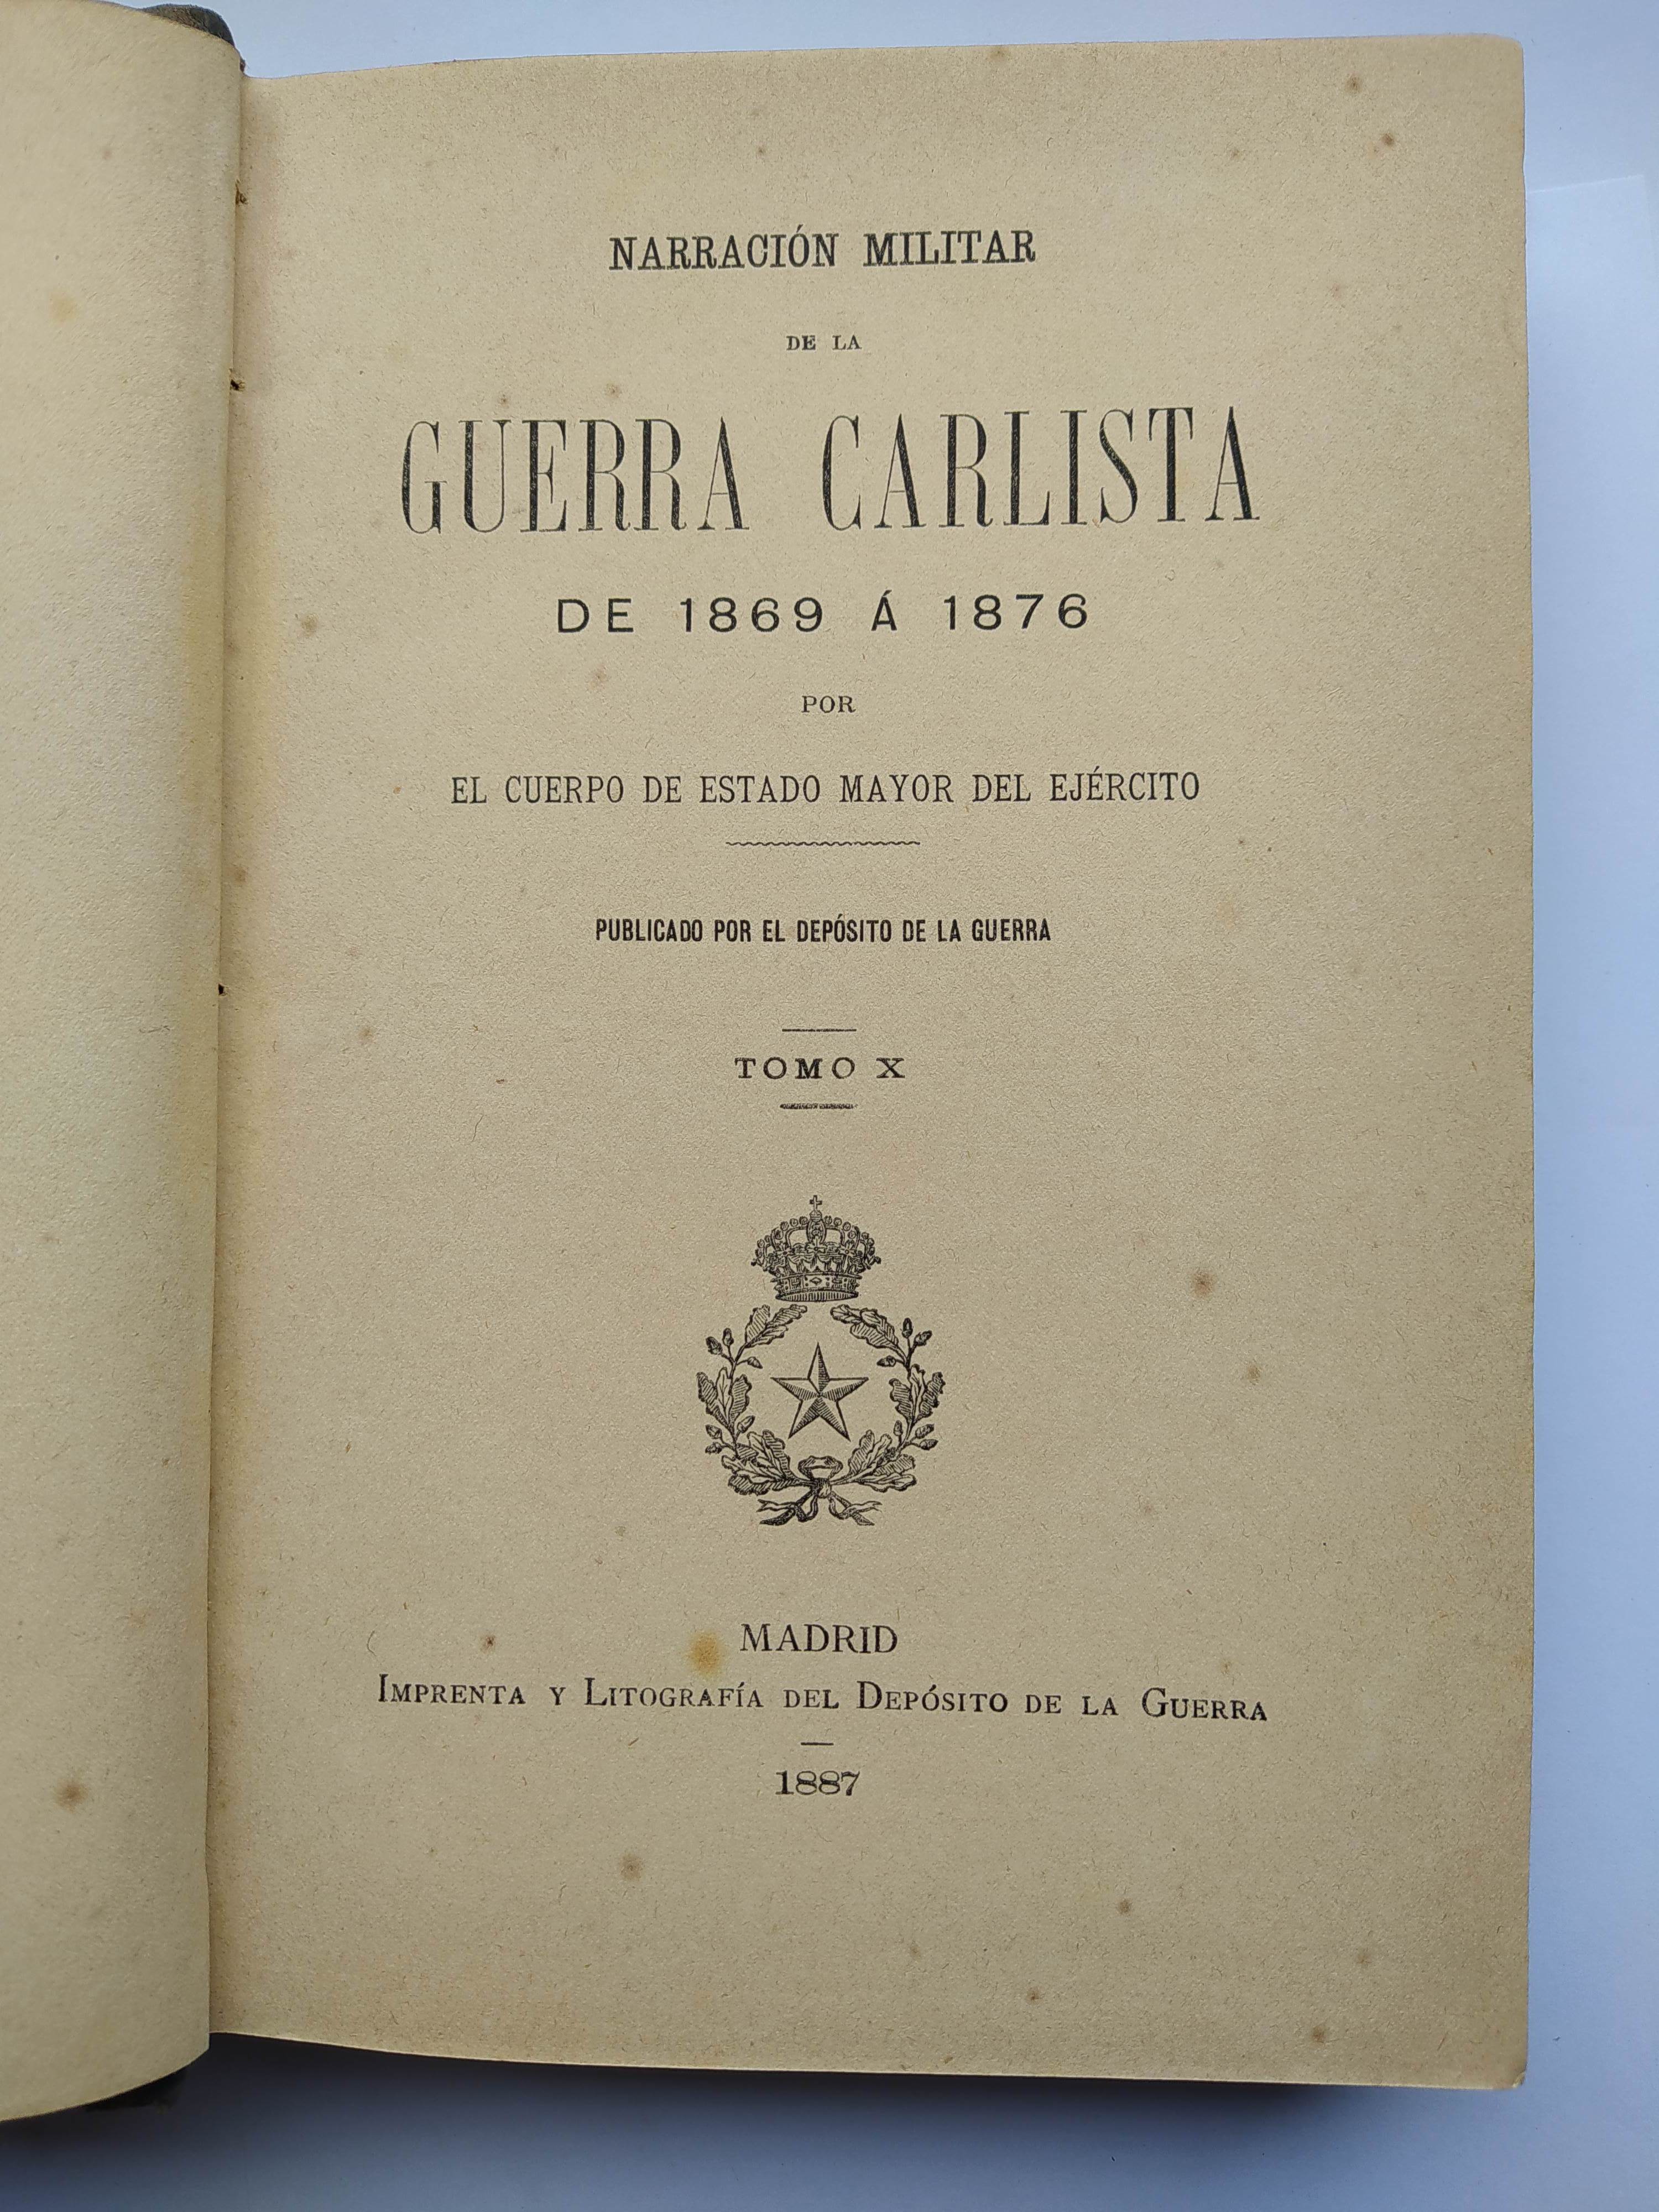 NARRACIÓN MILITAR
DE LA
GUERRA CARLISTA
DE 1869 Á 1876
POR
EL CUERPO DE ESTADO MAYOR DEL EJÉRCITO
PUBLICADO POR EL DEPÓSITO DE LA GUERRA
TOMO X
MADRID
IMPRENTA Y LITOGRAFÍA DEL DEPÓSITO DE LA GUERRA
1887